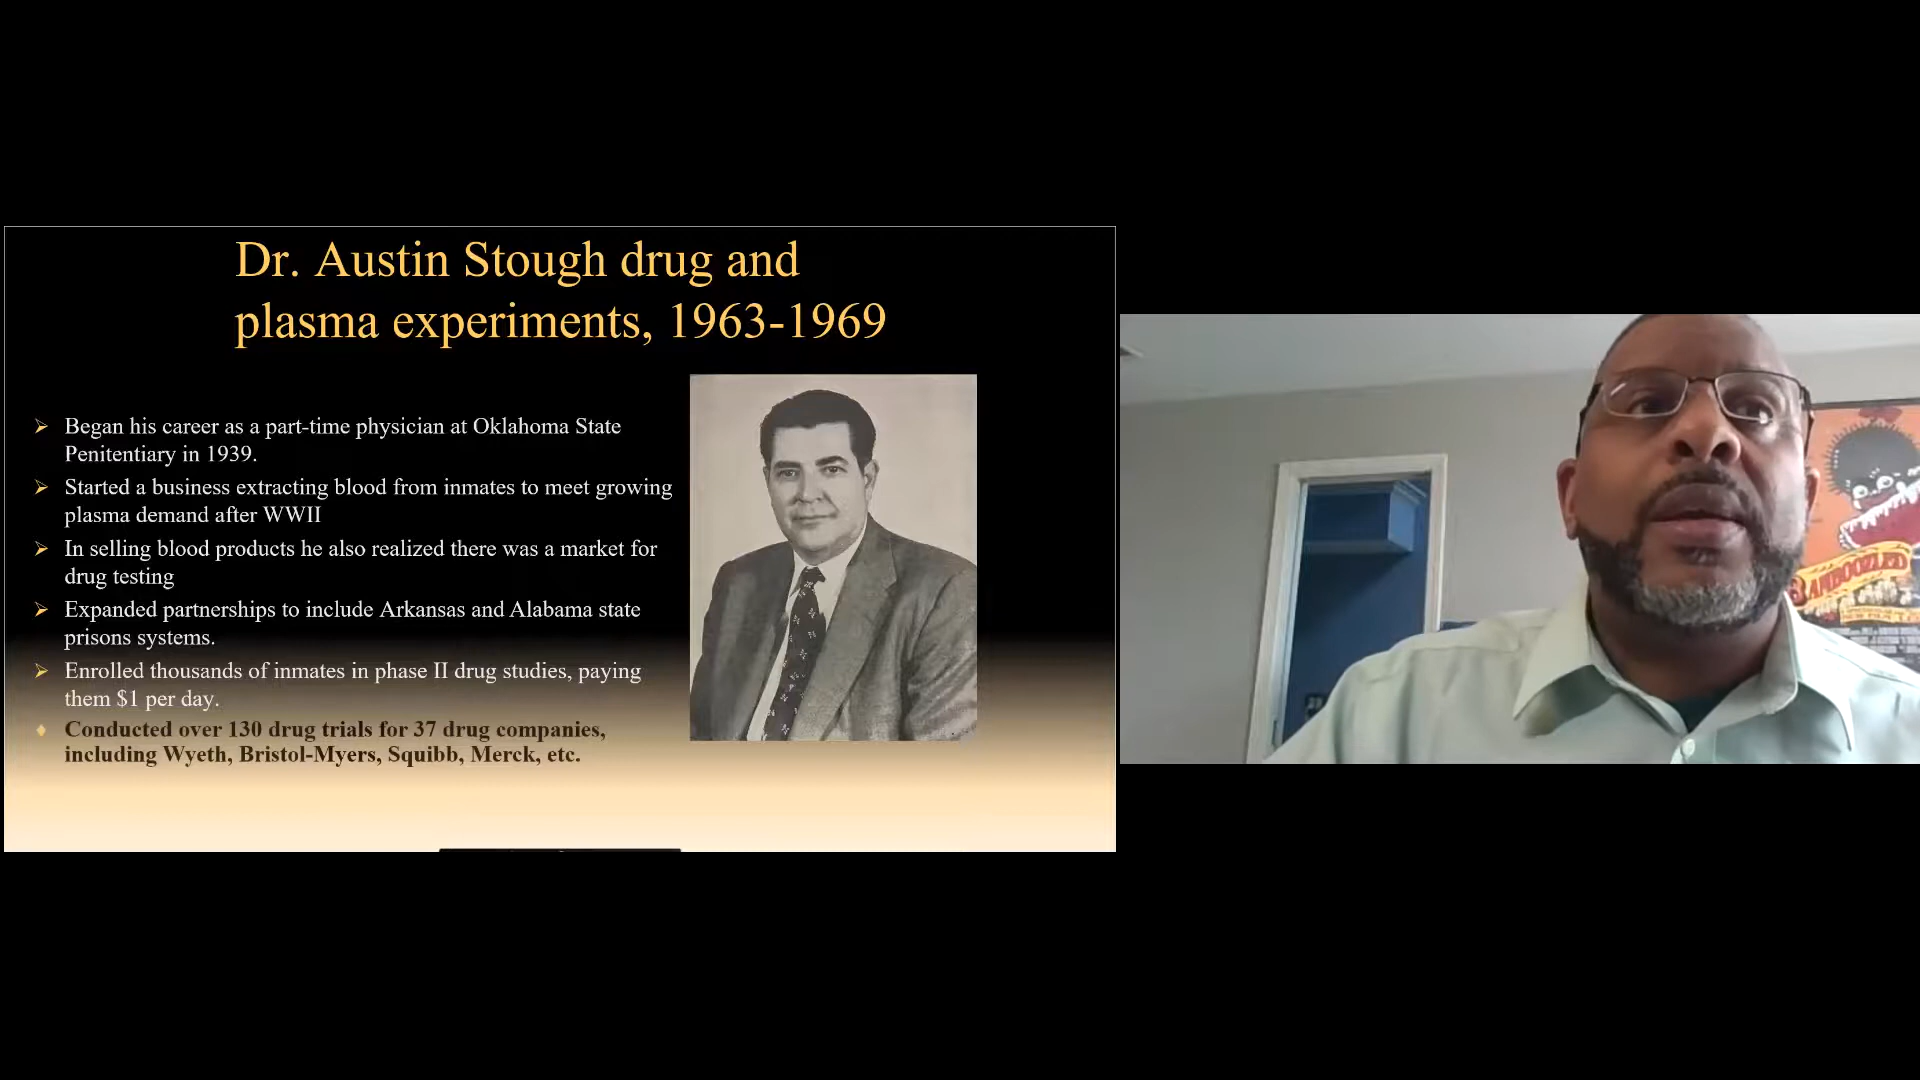 Dr. Austin Stough drug and
plasma experiments, 1963-1969
Began his career as a part-time physician at Oklahoma State
Penitentiary in 1939.
Started a business extracting blood from inmates to meet growing
plasma demand after WWII
In selling blood products he also realized there was a market for
drug testing
Expanded partnerships to include Arkansas and Alabama state
prisons systems.
Enrolled thousands of inmates in phase II drug studies, paying
them $1 per day.
Conducted over 130 drug trials for 37 drug companies,
including Wyeth, Bristol-Myers, Squibb, Merck, etc.